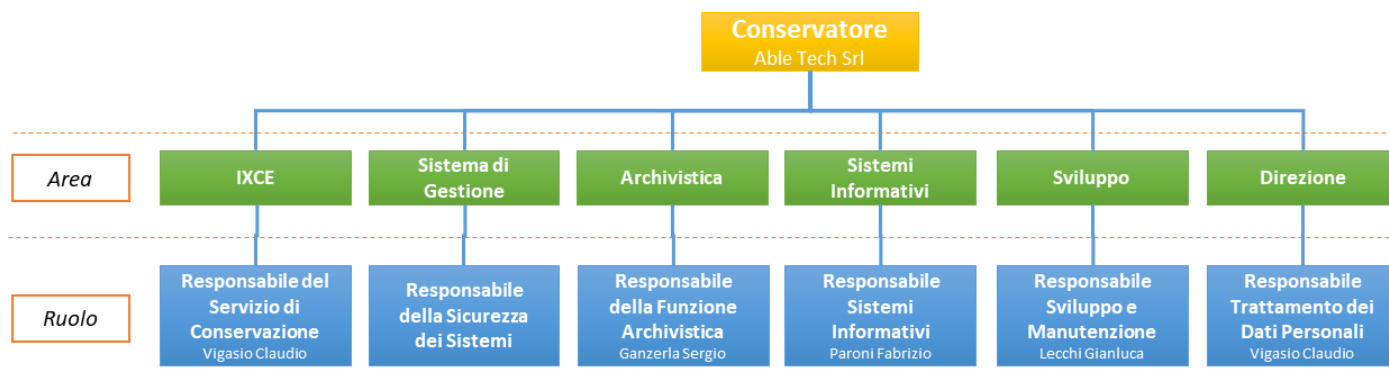 Conservatore
Able Tech Srl
Area
IXCE
Sistema di
Gestione
Archivistica
Sistemi
Informativi
Sviluppo
Direzione
Ruolo
Responsabile del
Servizio di
Conservazione
Vigasio Claudio
Responsabile
della Sicurezza
dei Sistemi
Responsabile
della Funzione
Archivistica
Ganzerla Sergio
Responsabile
Sistemi
Informativi
Paroni Fabrizio
Responsabile
Sviluppo e
Manutenzione
Lecchi Gianluca
Responsabile
Trattamento dei
Dati Personali
Vigasio Claudio